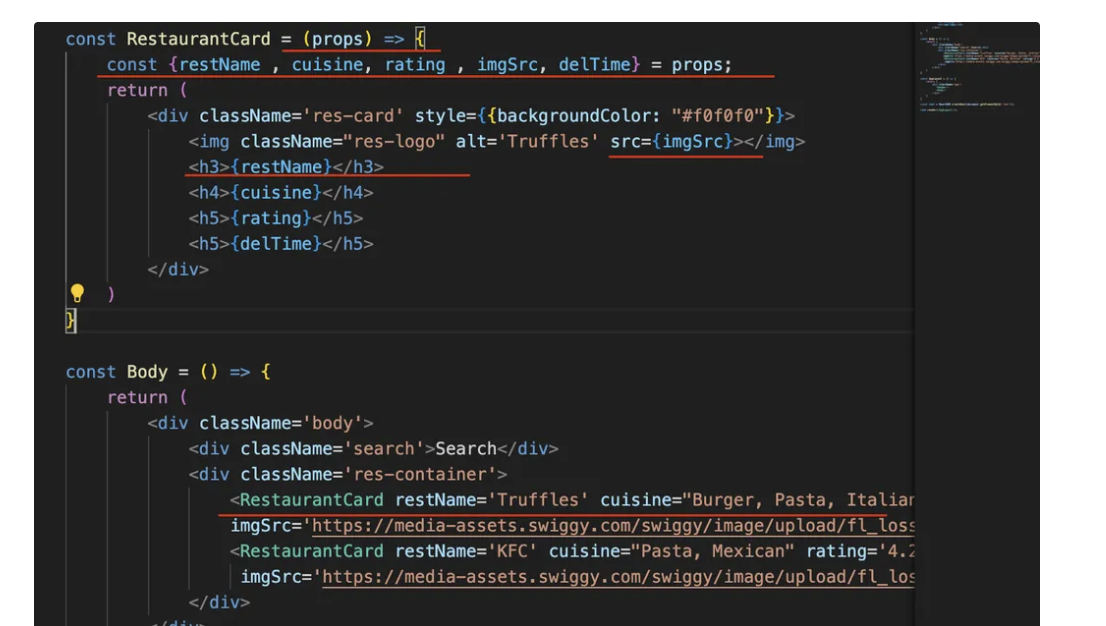 const RestaurantCard = (props) => {
const {restName , cuisine, rating , imgSrc, delTime} = props;
return (
<div className='res-card' style={{backgroundColor: "#f0f0f0"}}>
<img className="res-logo" alt='Truffles' src={imgSrc}></img>
<h3>{restName}</h3>
<h4>{cuisine}</h4>
<h5>{rating}</h5>
<h5>{delTime}</h5>
</div>
)
}
const Body = () => {
return (
<div className='body'>
<div className='search'>Search</div>
<div className='res-container'>
<RestaurantCard restName='Truffles' cuisine="Burger, Pasta, Italian
imgSrc='https://media-assets.swiggy.com/swiggy/image/upload/fl_loss
<RestaurantCard restName='KFC' cuisine="Pasta, Mexican" rating='4.2
imgSrc='https://media-assets.swiggy.com/swiggy/image/upload/fl_los
</div>
</div>